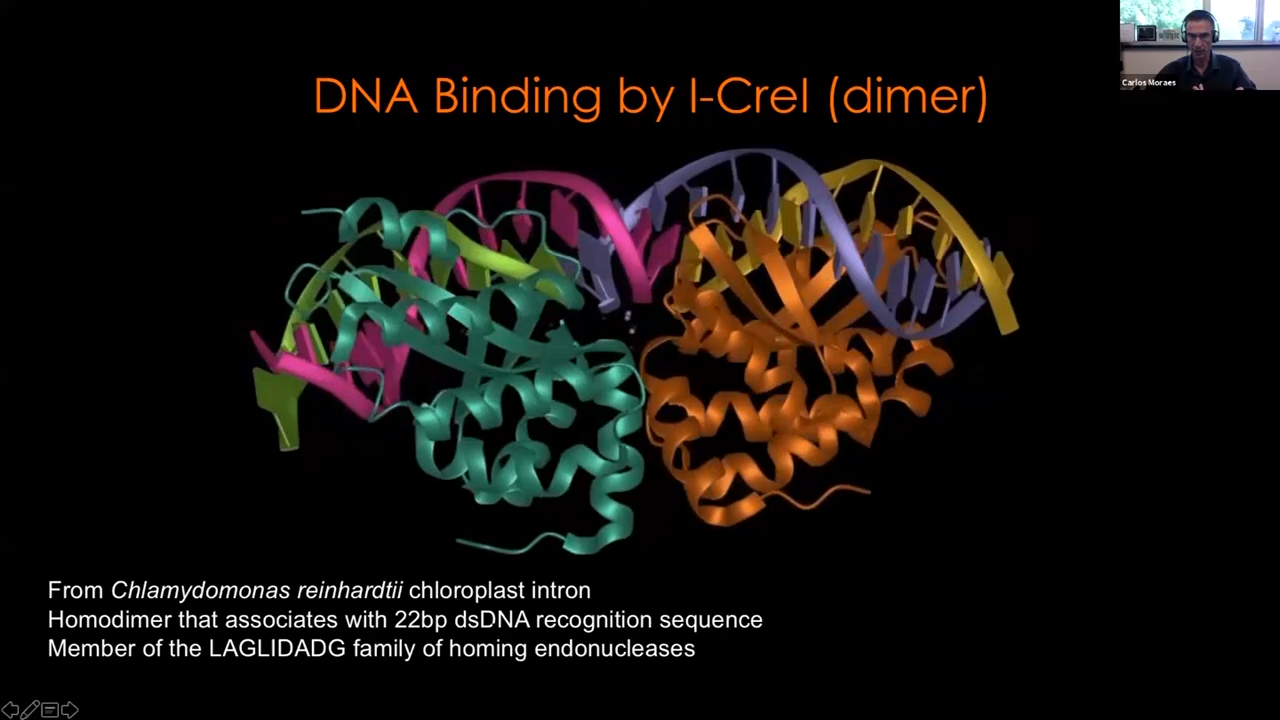 Carlos Moraes
DNA Binding by I-CreI (dimer)
From Chlamydomonas reinhardtii chloroplast intron
Homodimer that associates with 22bp dsDNA recognition sequence
Member of the LAGLIDADG family of homing endonucleases